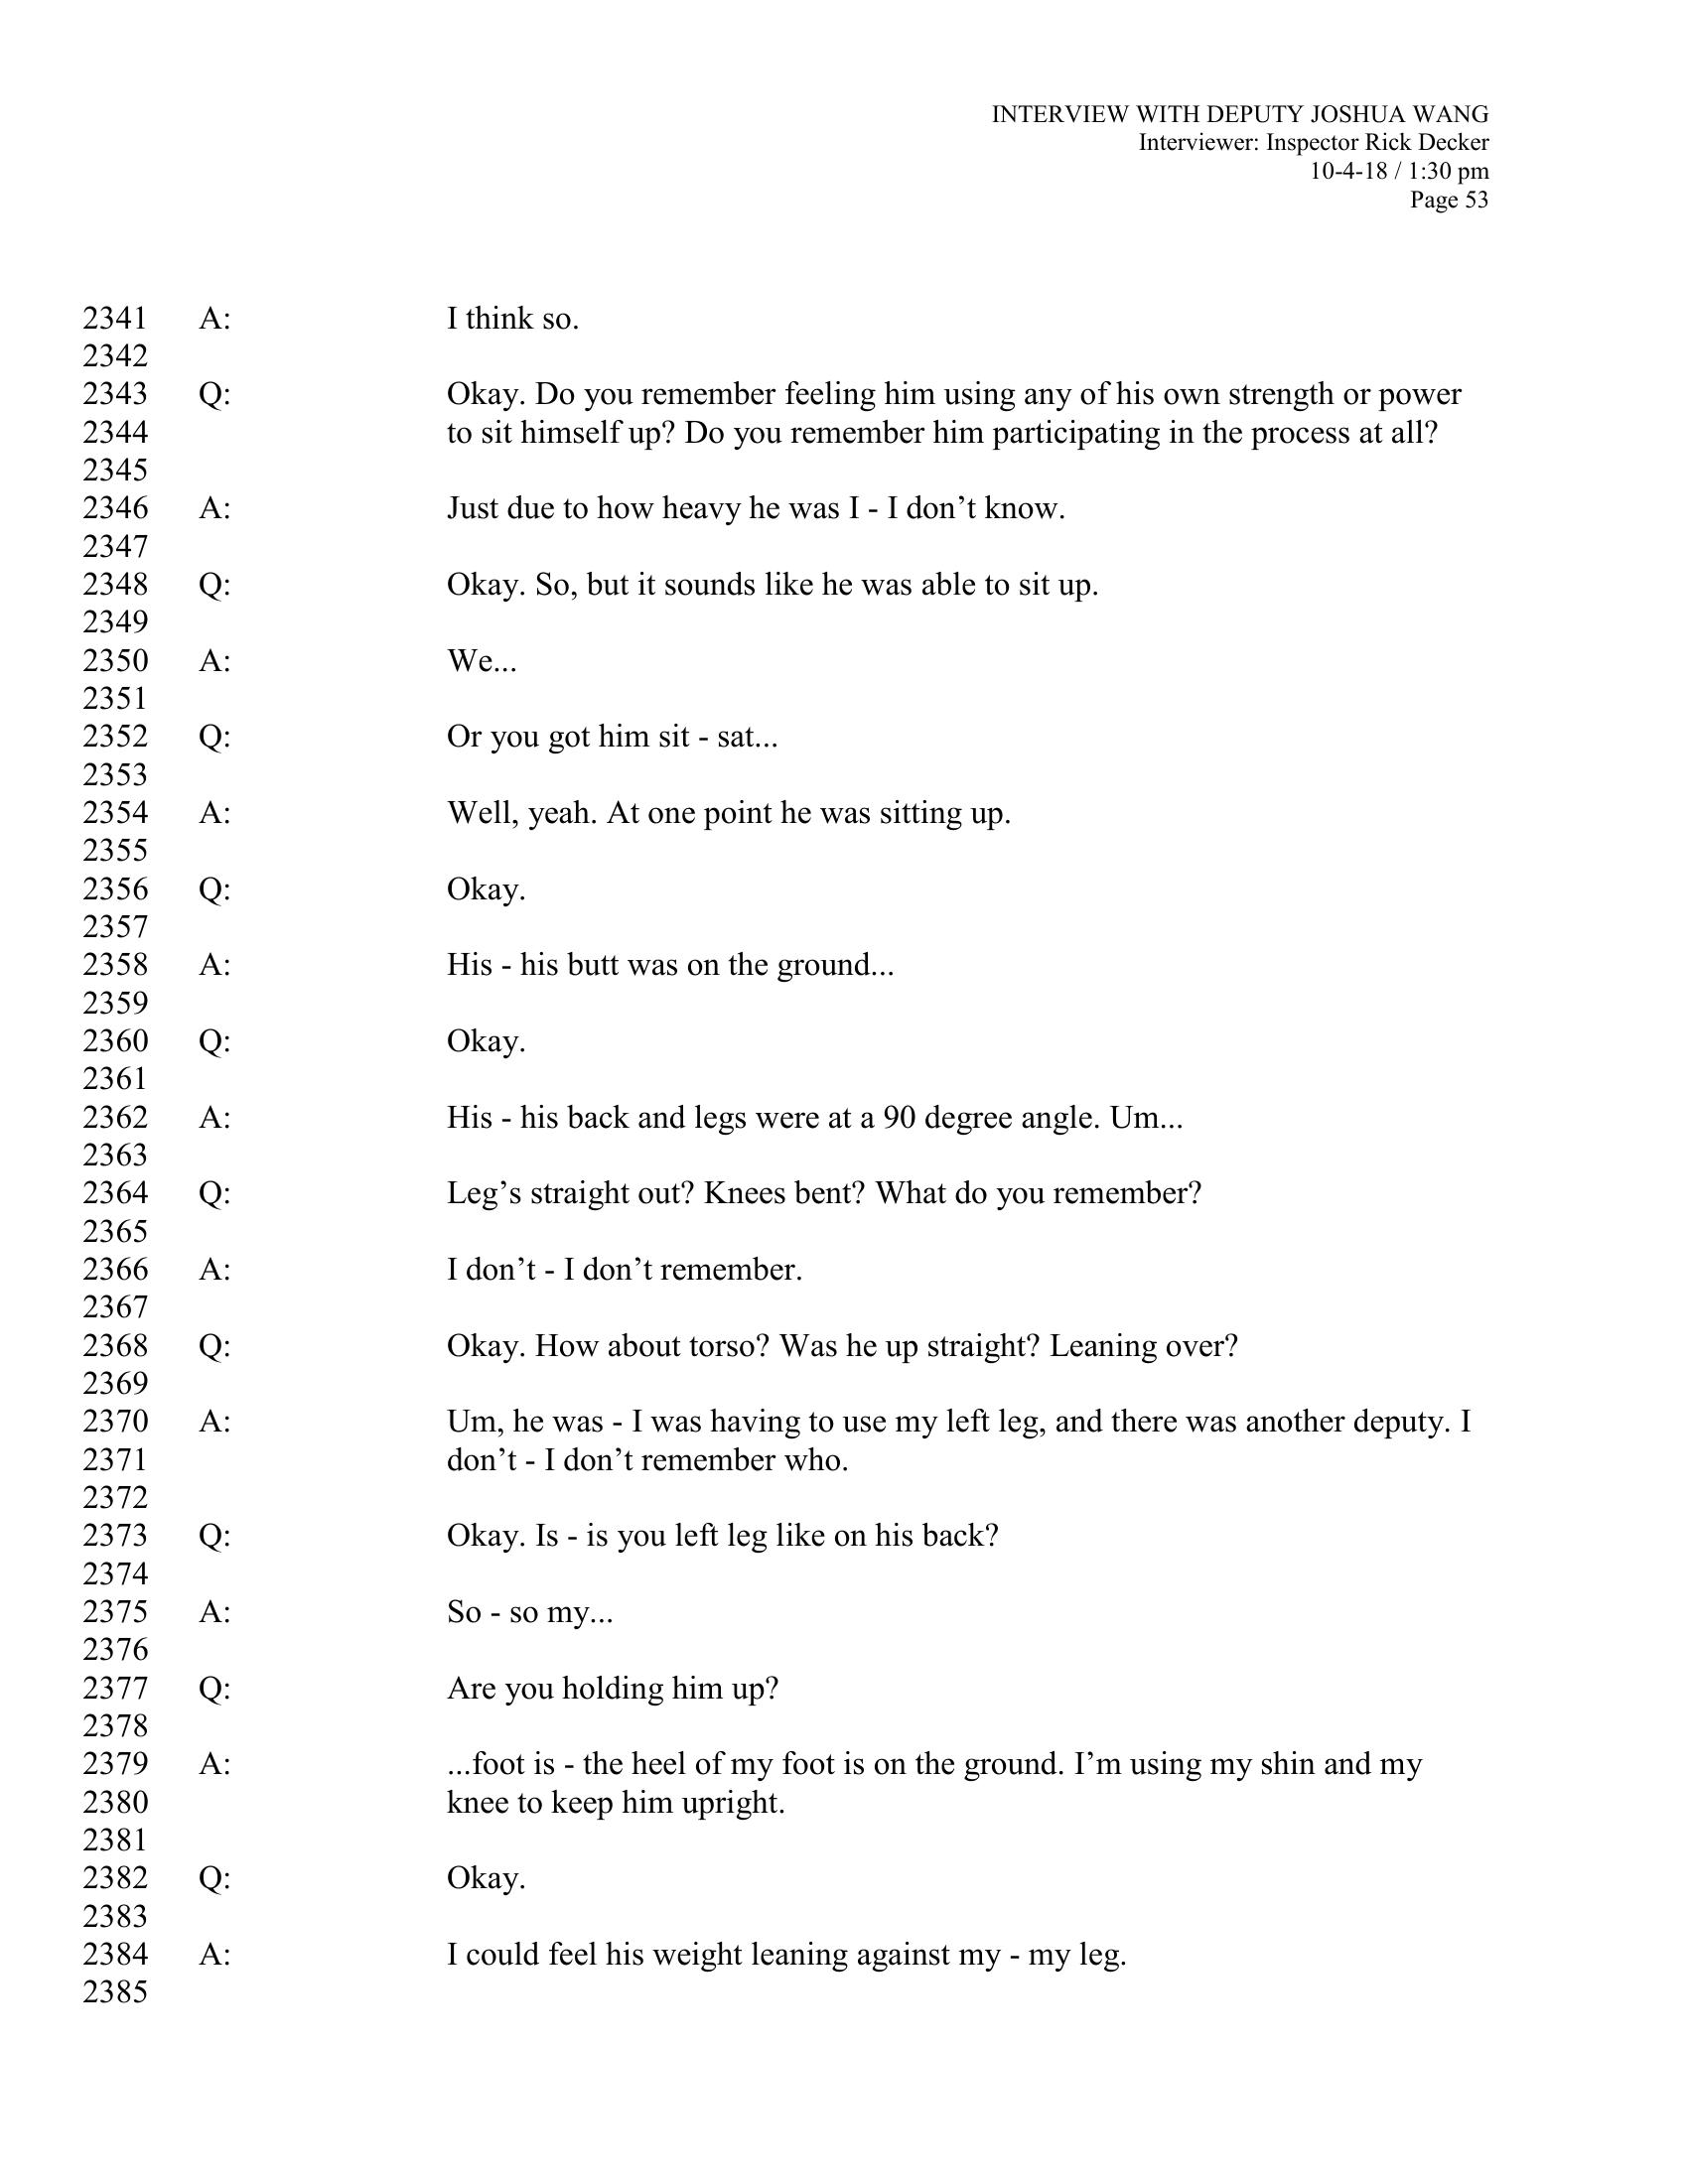 INTERVIEW WITH DEPUTY JOSHUA WANG
Interviewer: Inspector Rick Decker
10-4-18 / 1:30 pm
Page 53
2341 A: I think so.
2342
2343 Q: Okay. Do you remember feeling him using any of his own strength or power
2344 to sit himself up? Do you remember him participating in the process at all?
2345
2346 A: Just due to how heavy he was I - I don’t know.
2347
2348 Q: Okay. So, but it sounds like he was able to sit up.
2349
2350 A: We...
2351
2352 Q: Or you got him sit - sat...
2353
2354 A: Well, yeah. At one point he was sitting up.
2355
2356 Q: Okay.
2357
2358 A: His - his butt was on the ground...
2359
2360 Q: Okay.
2361
2362 A: His - his back and legs were at a 90 degree angle. Um...
2363
2364 Q: Leg’s straight out? Knees bent? What do you remember?
2365
2366 A: I don’t - I don’t remember.
2367
2368 Q: Okay. How about torso? Was he up straight? Leaning over?
2369
2370 A: Um, he was - I was having to use my left leg, and there was another deputy. I
2371 don’t - I don’t remember who.
2372
2373 Q: Okay. Is - is you left leg like on his back?
2374
2375 A: So - so my...
2376
2377 Q: Are you holding him up?
2378
2379 A: ...foot is - the heel of my foot is on the ground. I’m using my shin and my
2380 knee to keep him upright.
2381
2382 Q: Okay.
2383
2384 A: I could feel his weight leaning against my - my leg.
2385